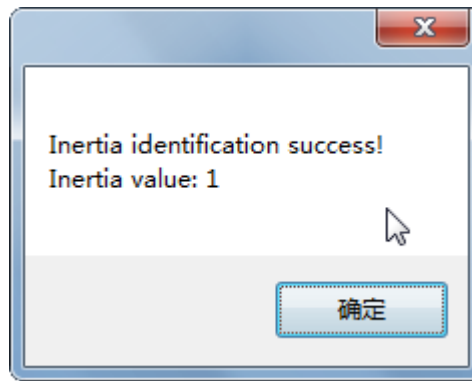 Inertia identification success!
Inertia value: 1
确定